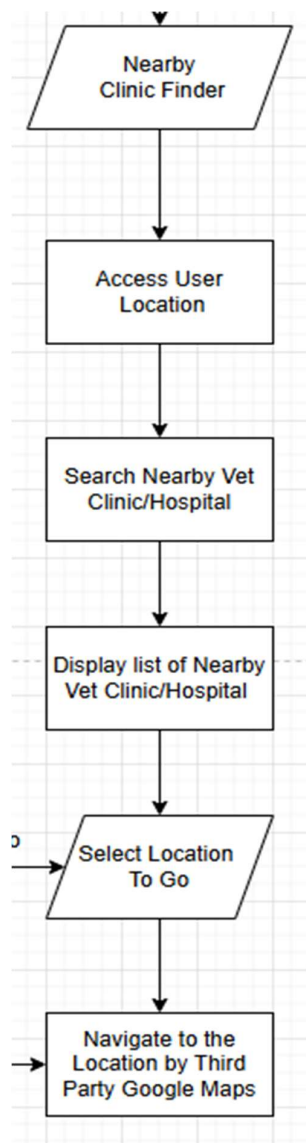 Nearby
Clinic Finder
Access User
Location
Search Nearby Vet
Clinic/Hospital
Display list of Nearby
Vet Clinic/Hospital
Select Location
To Go
Navigate to the
Location by Third
Party Google Maps